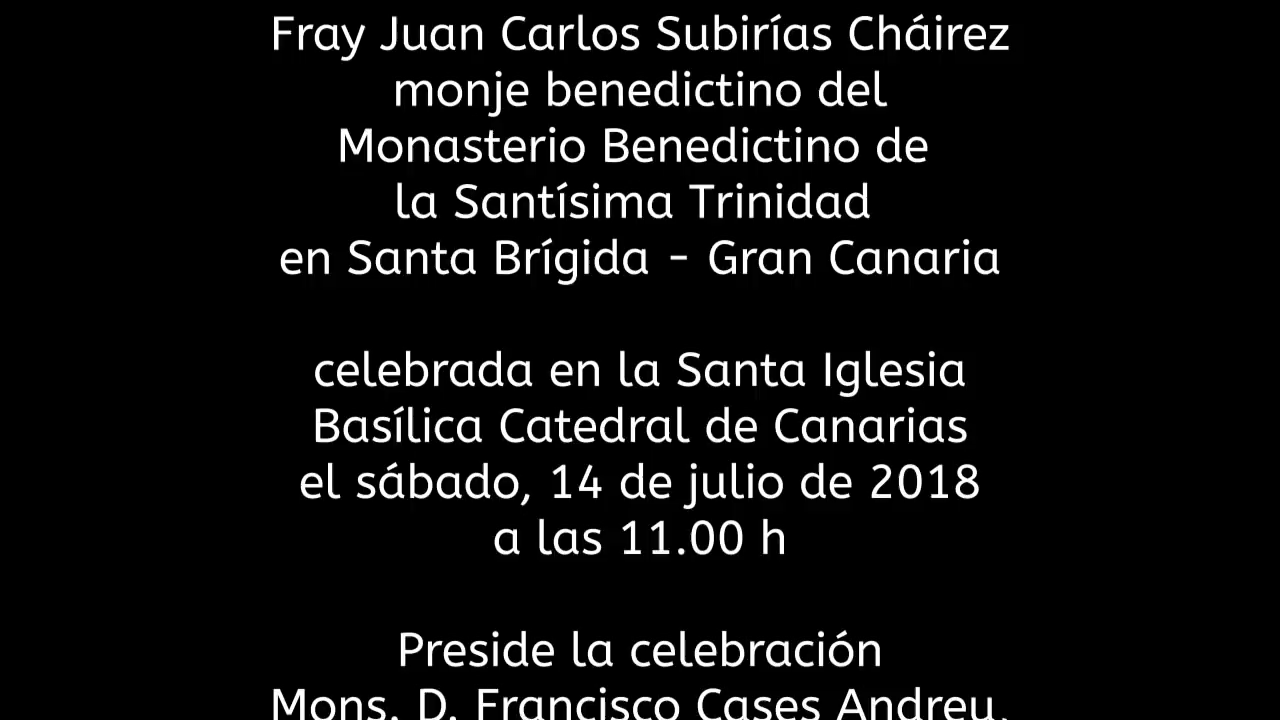 Fray Juan Carlos Subirías Cháirez
monje benedictino del
Monasterio Benedictino de
la Santísima Trinidad
en Santa Brígida - Gran Canaria
celebrada en la Santa Iglesia
Basílica Catedral de Canarias
el sábado, 14 de julio de 2018
a las 11.00 h
Preside la celebración
Mons. D. Francisco Cases Andreu,